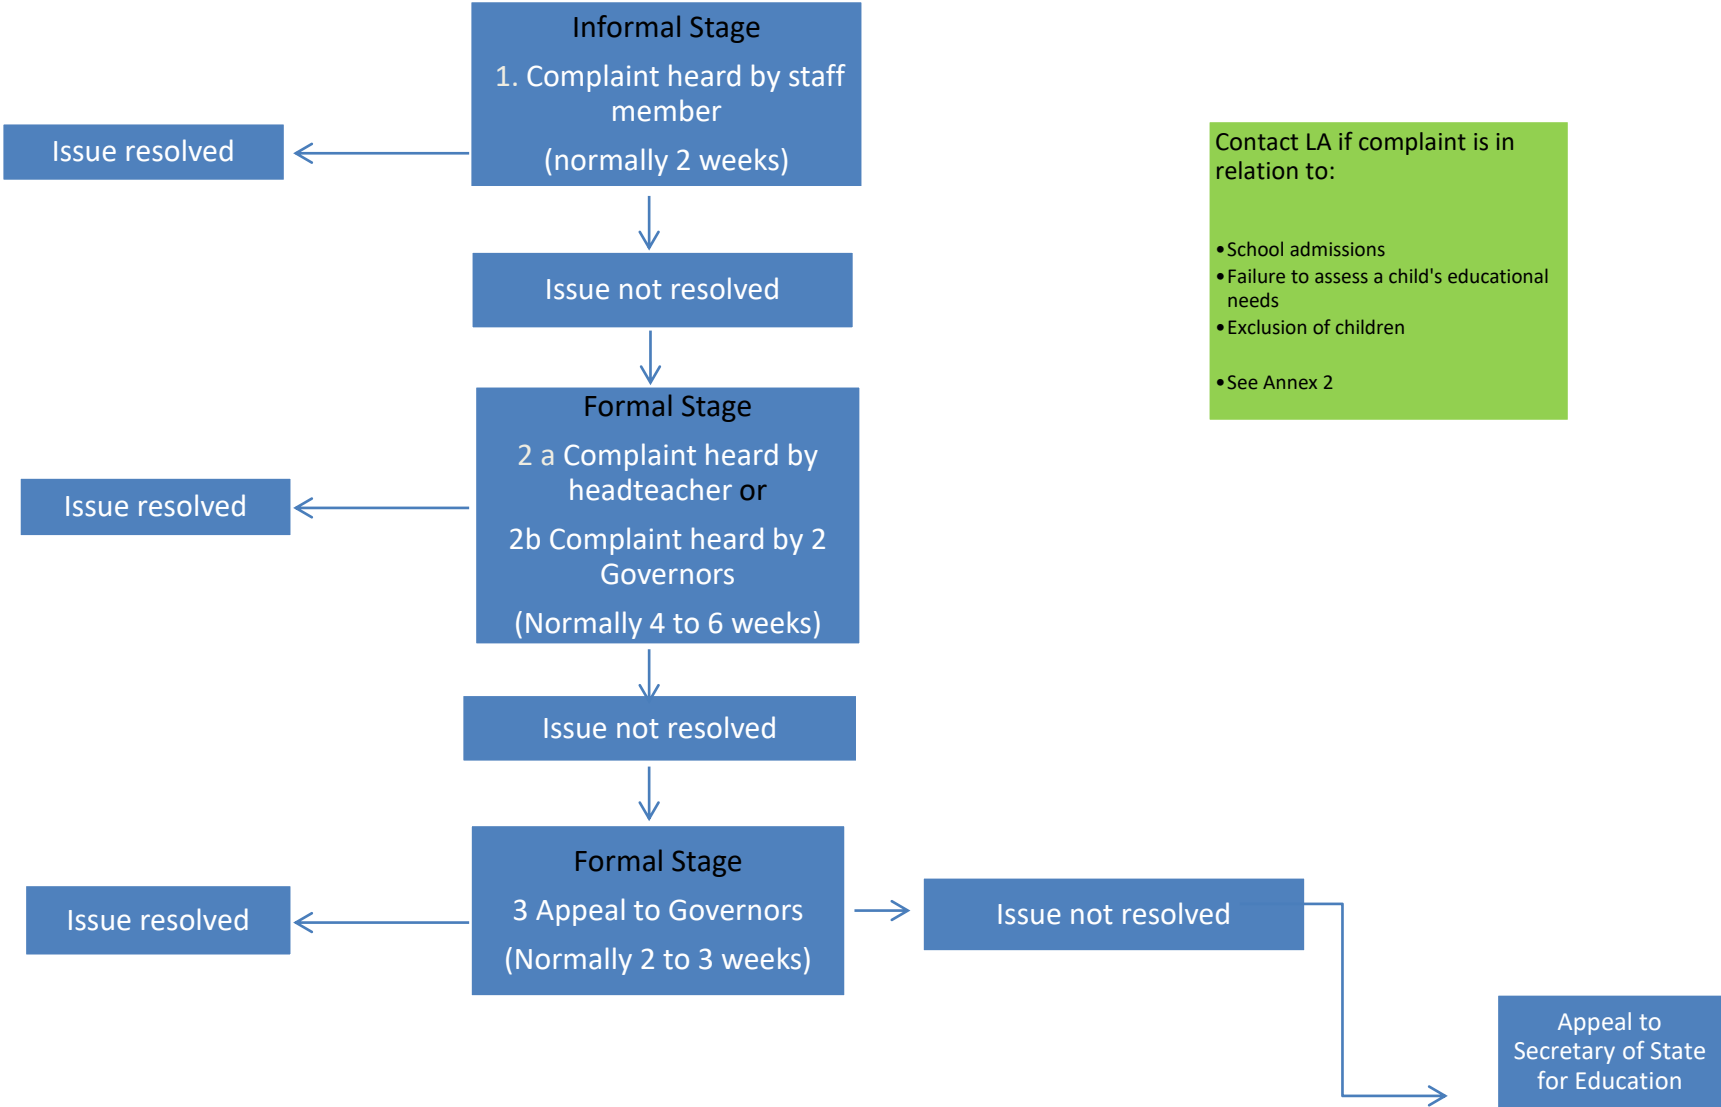 Informal Stage
1. Complaint heard by staff
member
(normally 2 weeks)
Issue resolved
Contact LA if complaint is in
relation to:
•School admissions
•Failure to assess a child's educational
needs
•Exclusion of children
•See Annex 2
Issue not resolved
Formal Stage
2 a Complaint heard by
headteacher or
2b Complaint heard by 2
Governors
(Normally 4 to 6 weeks)
Issue resolved
Issue not resolved
Formal Stage
3 Appeal to Governors
(Normally 2 to 3 weeks)
Issue resolved
Issue not resolved
Appeal to
Secretary of State
for Education